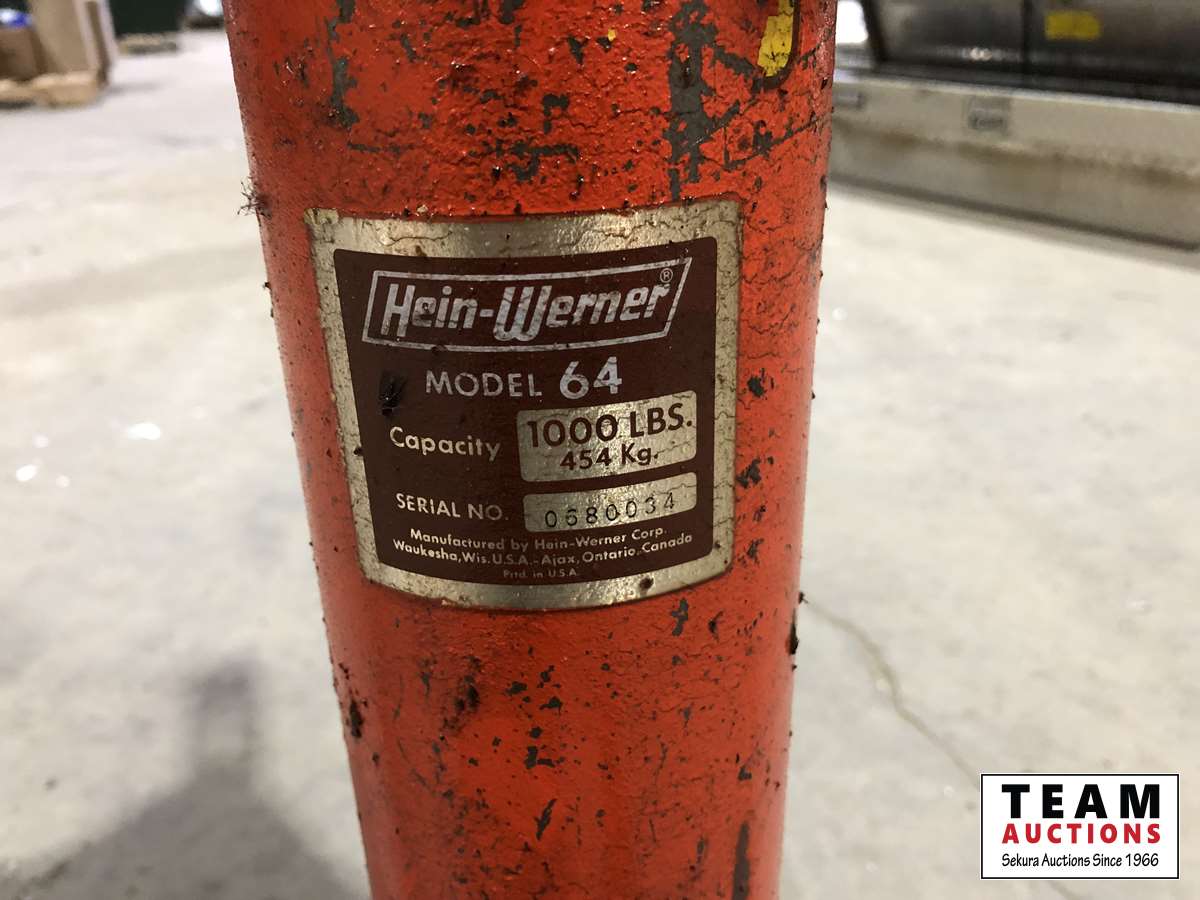 Hein-Werner®
MODEL 64
Capacity 1000 LBS.
454 Kg.
SERIAL NO. 0680034
Manufactured by Hein-Werner Corp.
Waukesha, Wis. U.S.A. - Ajax, Ontario, Canada
Prtd. in U.S.A.
TEAM
AUCTIONS
Sekura Auctions Since 1966